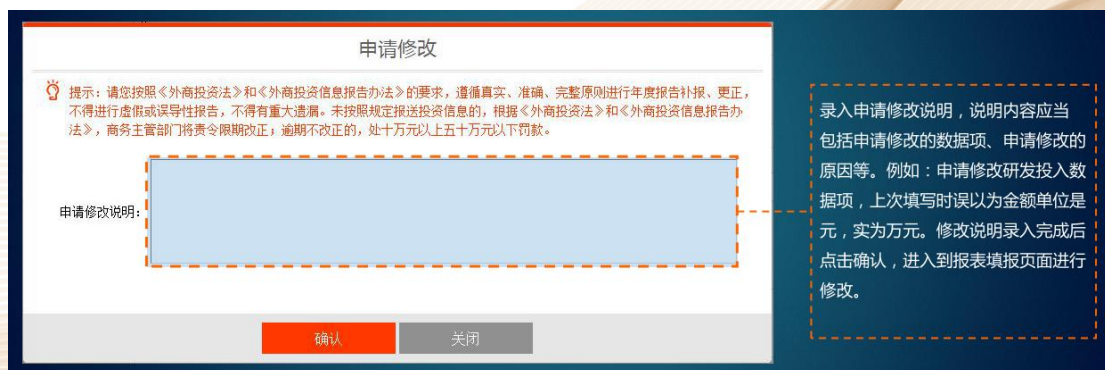 申请修改
提示：请您按照《外商投资法》和《外商投资信息报告办法》的要求，遵循真实、准确、完整原则进行年度报告补报、更正，
不得进行虚假或误导性报告，不得有重大遗漏。未按照规定报送投资信息的，根据《外商投资法》和《外商投资信息报告办
法》，商务主管部门将责令限期改正；逾期不改正的，处十万元以上五十万元以下罚款。
申请修改说明：
确认
关闭
录入申请修改说明，说明内容应当
包括申请修改的数据项、申请修改的
原因等。例如：申请修改研发投入数
据项，上次填写时误以为金额单位是
元，实为万元。修改说明录入完成后
点击确认，进入到报表填报页面进行
修改。